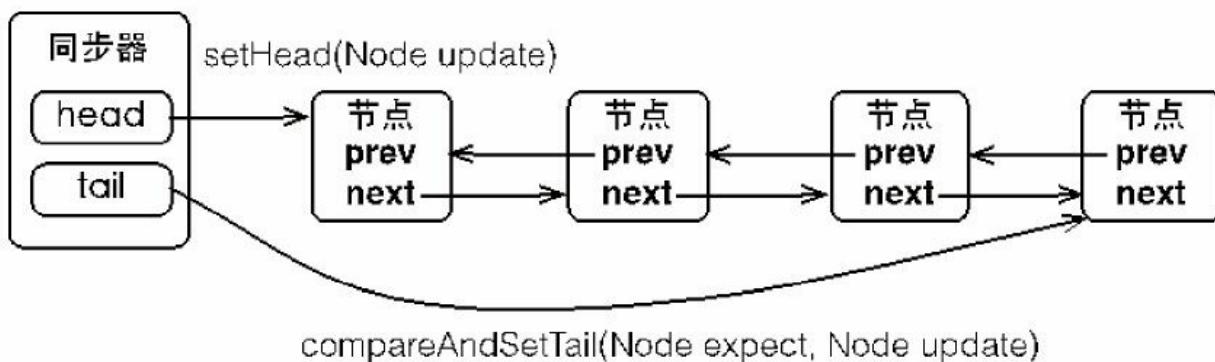 同步器
head
tail
setHead(Node update)
节点
prev
next
节点
prev
next
节点
prev
next
节点
prev
next
compareAndSetTail(Node expect, Node update)